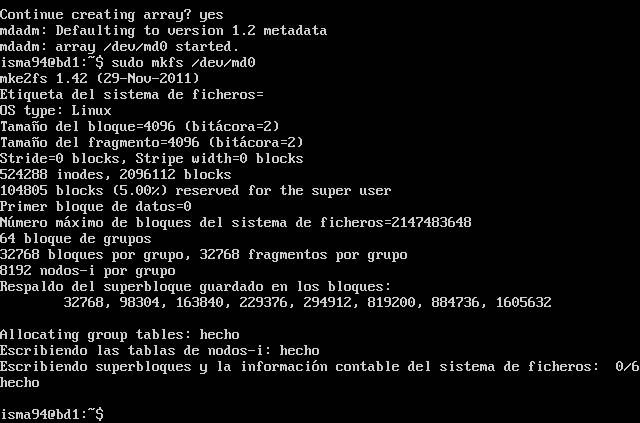 Continue creating array? yes
mdadm: Defaulting to version 1.2 metadata
mdadm: array /dev/md0 started.
isma94@bd1:~$ sudo mkfs /dev/md0
mke2fs 1.42 (29-Nov-2011)
Etiqueta del sistema de ficheros=
OS type: Linux
Tamaño del bloque=4096 (bitácora=2)
Tamaño del fragmento=4096 (bitácora=2)
Stride=0 blocks, Stripe width=0 blocks
524288 inodes, 2096112 blocks
104805 blocks (5.00%) reserved for the super user
Primer bloque de datos=0
Número máximo de bloques del sistema de ficheros=2147483648
64 bloque de grupos
32768 bloques por grupo, 32768 fragmentos por grupo
8192 nodos-i por grupo
Respaldo del superbloque guardado en los bloques:
32768, 98304, 163840, 229376, 294912, 819200, 884736, 1605632
Allocating group tables: hecho
Escribiendo las tablas de nodos-i: hecho
Escribiendo superbloques y la información contable del sistema de ficheros: 0/6
hecho
isma94@bd1:~$